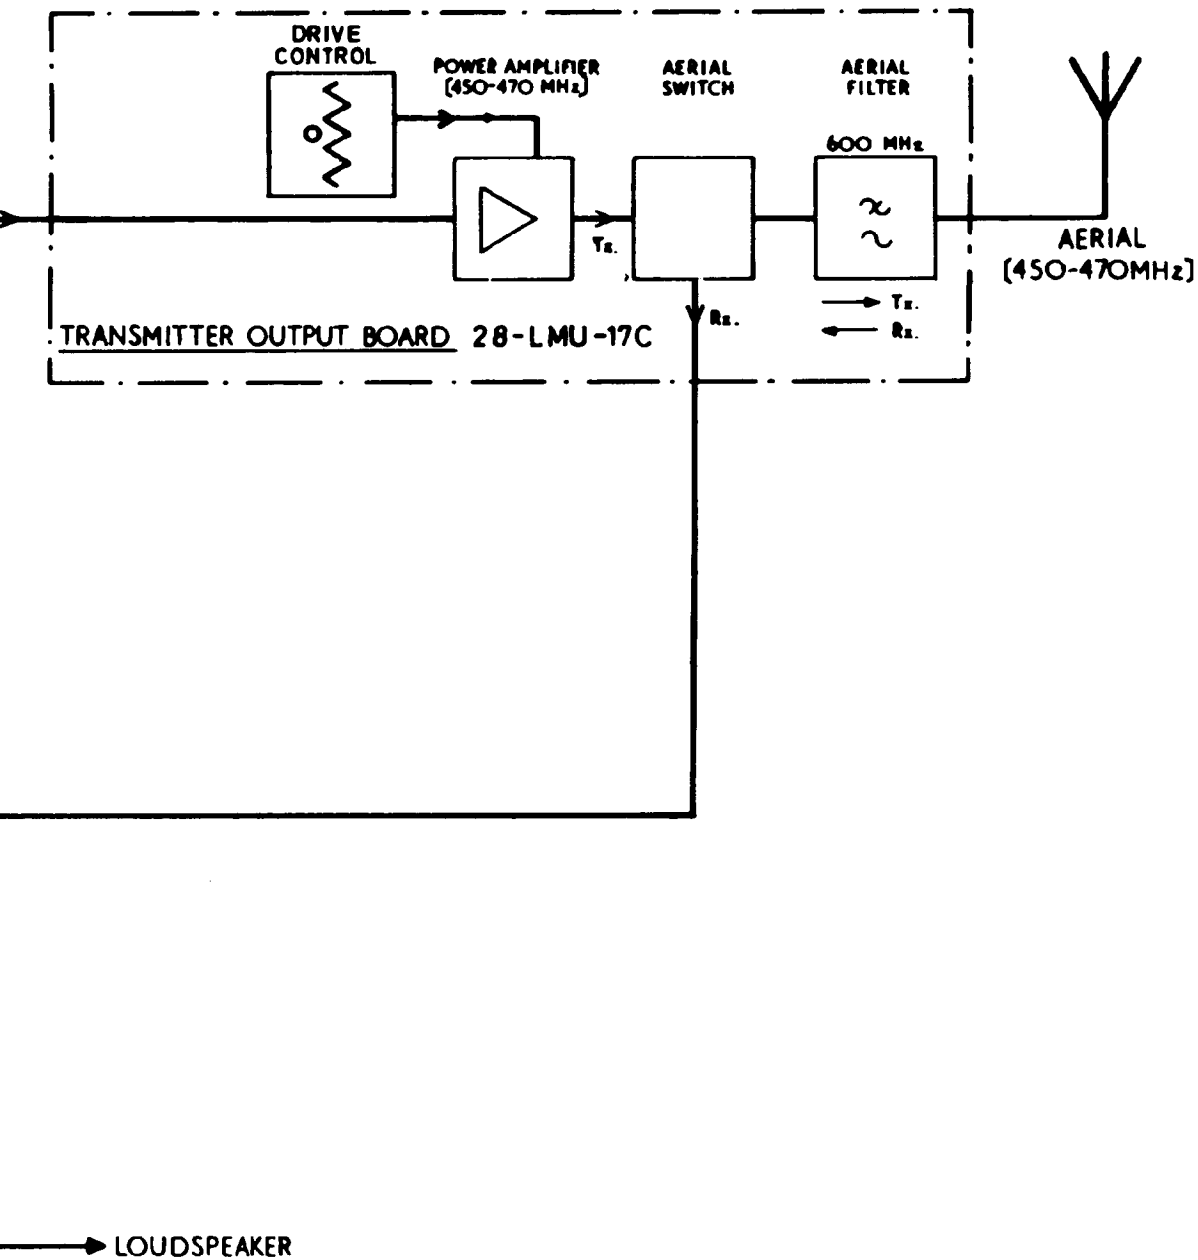 DRIVE
CONTROL
POWER AMPLIFIER
[450-470 MHz]
AERIAL
SWITCH
AERIAL
FILTER
600 MHz
Tx.
AERIAL
[450-470MHz]
Tx.
Rx.
Rx.
TRANSMITTER OUTPUT BOARD 28-LMU-17C
LOUDSPEAKER